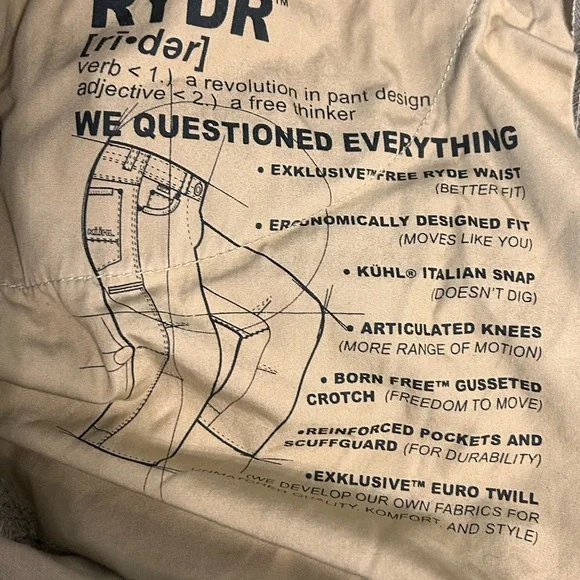 RYDR™
[rī•dər]
verb < 1.) a revolution in pant design
adjective < 2.) a free thinker
WE QUESTIONED EVERYTHING
• EXKLUSIVE™FREE RYDE WAIST
(BETTER FIT)
• ERGONOMICALLY DESIGNED FIT
(MOVES LIKE YOU)
• KÜHL® ITALIAN SNAP
(DOESN'T DIG)
• ARTICULATED KNEES
(MORE RANGE OF MOTION)
• BORN FREE™ GUSSETED
CROTCH (FREEDOM TO MOVE)
•REINFORCED POCKETS AND
SCUFFGUARD (FOR DURABILITY)
•EXKLUSIVE™ EURO TWILL
(WE DEVELOP OUR OWN FABRICS FOR
UNMATCHED QUALITY, KOMFORT, AND STYLE)